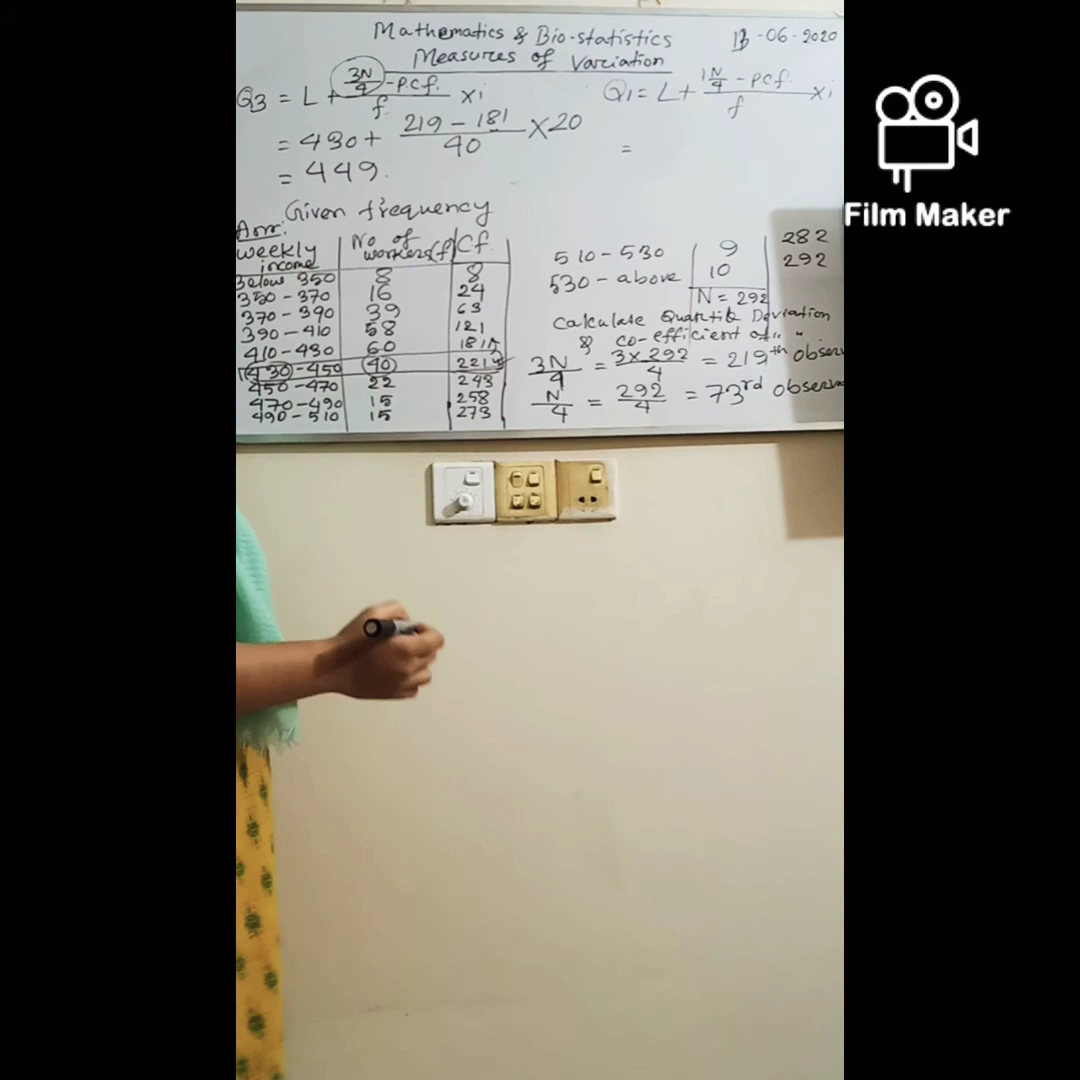 Mathematics & Bio-statistics 13-06-2020
Measures of Variation
Q3 = L + 3N/4 - p.c.f. / f × i
= 430 + 219 - 181 / 40 × 20
= 449.
Q1 = L + 1N/4 - pcf. / f × i
=
Given frequency
Weekly income | No of workers(f) | Cf.
Below 350 | 8 | 8
350-370 | 16 | 24
370-390 | 39 | 63
390-410 | 58 | 121
410-430 | 60 | 181
430-450 | 40 | 221
450-470 | 22 | 243
470-490 | 15 | 258
490-510 | 15 | 273
510-530 | 9 | 282
530-above | 10 | 292
N = 292
Calculate Quartile Deviation
& co-efficient of " "
3N/4 = 3×292/4 = 219th obser
N/4 = 292/4 = 73rd observa
Film Maker